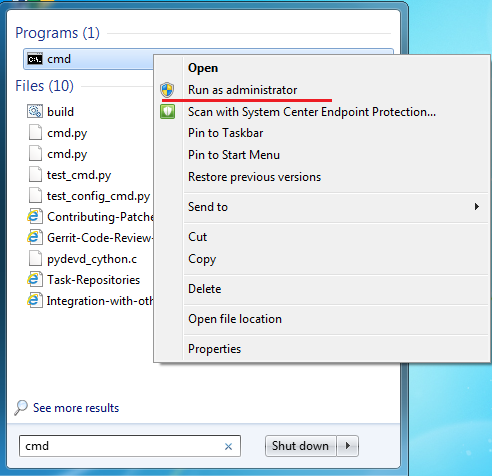 Programs (1)
cmd
Files (10)
build
cmd.py
cmd.py
test_cmd.py
test_config_cmd.py
Contributing-Patche
Gerrit-Code-Review-
pydevd_cython.c
Task-Repositories
Integration-with-oth
Open
Run as administrator
Scan with System Center Endpoint Protection...
Pin to Taskbar
Pin to Start Menu
Restore previous versions
Send to
Cut
Copy
Delete
Open file location
Properties
See more results
cmd
Shut down